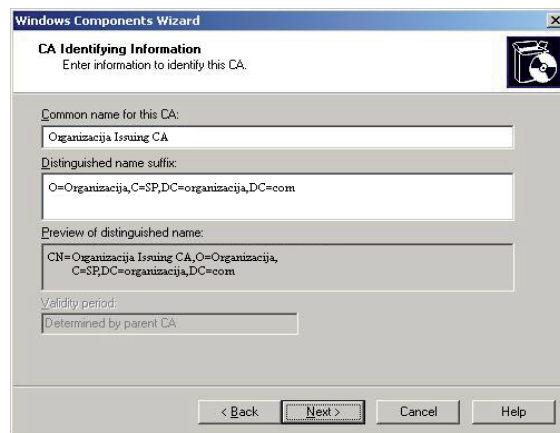 Windows Components Wizard
CA Identifying Information
Enter information to identify this CA.
Common name for this CA:
Organizacija Issuing CA
Distinguished name suffix:
O=Organizacija,C=SP,DC=organizacija,DC=com
Preview of distinguished name:
CN=Organizacija Issuing CA,O=Organizacija,
C=SP,DC=organizacija,DC=com
Validity period:
Determined by parent CA
< Back Next > Cancel Help